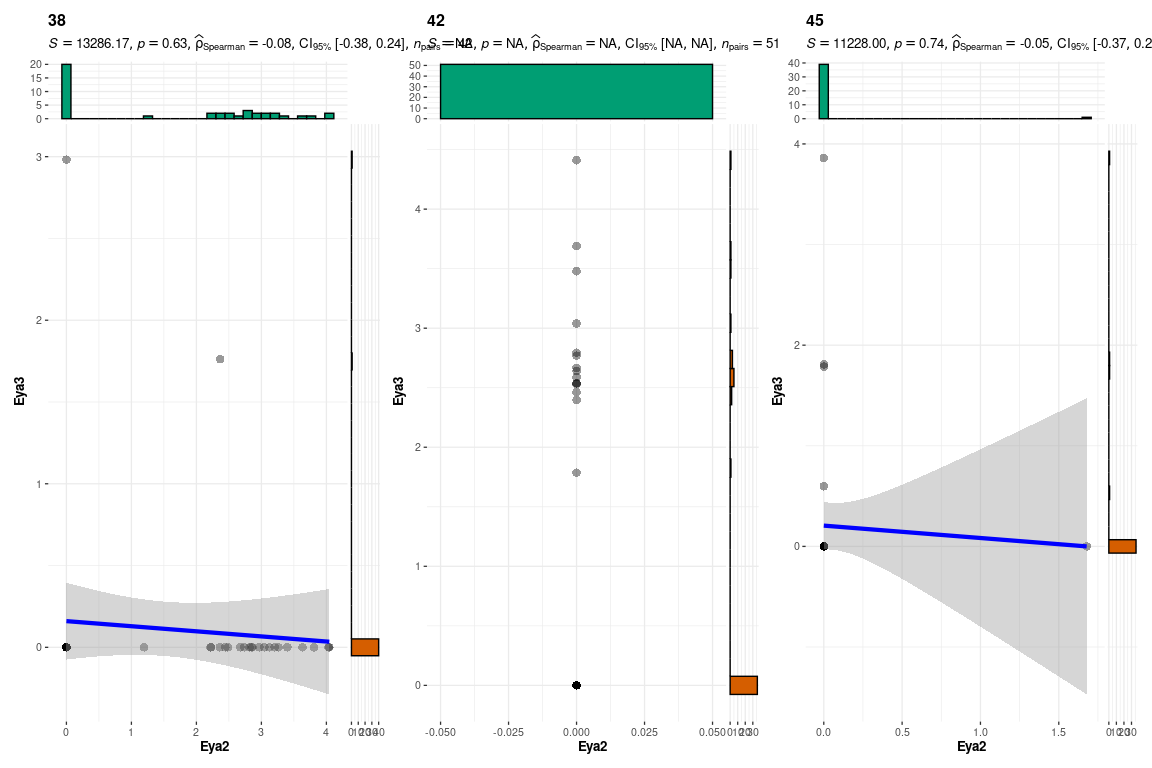 38
S = 13286.17, p = 0.63, ρ̂Spearman = -0.08, CI95% [-0.38, 0.24], npairs =
20
15
10
5
0
3
2
1
0
Eya3
0 1 2 3 4
Eya2
42
p = NA, ρ̂Spearman = NA, CI95% [NA, NA], npairs = 51
50
40
30
20
10
0
4
3
2
1
0
Eya3
-0.050 -0.025 0.000 0.025 0.050
Eya2
45
S = 11228.00, p = 0.74, ρ̂Spearman = -0.05, CI95% [-0.37, 0.2
40
30
20
10
0
4
2
0
Eya3
0.0 0.5 1.0 1.5
Eya2